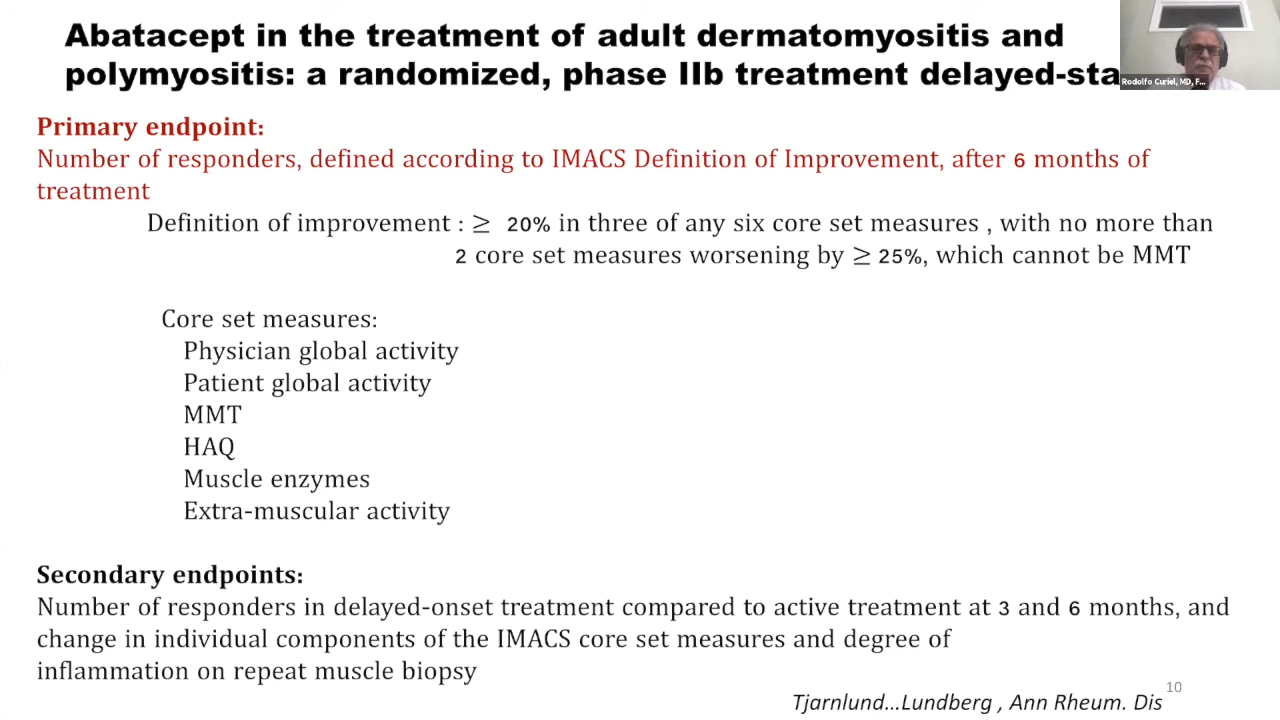 Abatacept in the treatment of adult dermatomyositis and
polymyositis: a randomized, phase IIb treatment delayed-sta
Rodolfo Curiel, MD, F...
Primary endpoint:
Number of responders, defined according to IMACS Definition of Improvement, after 6 months of
treatment
Definition of improvement : ≥ 20% in three of any six core set measures , with no more than
2 core set measures worsening by ≥ 25%, which cannot be MMT
Core set measures:
Physician global activity
Patient global activity
MMT
HAQ
Muscle enzymes
Extra-muscular activity
Secondary endpoints:
Number of responders in delayed-onset treatment compared to active treatment at 3 and 6 months, and
change in individual components of the IMACS core set measures and degree of
inflammation on repeat muscle biopsy
10
Tjarnlund...Lundberg , Ann Rheum. Dis